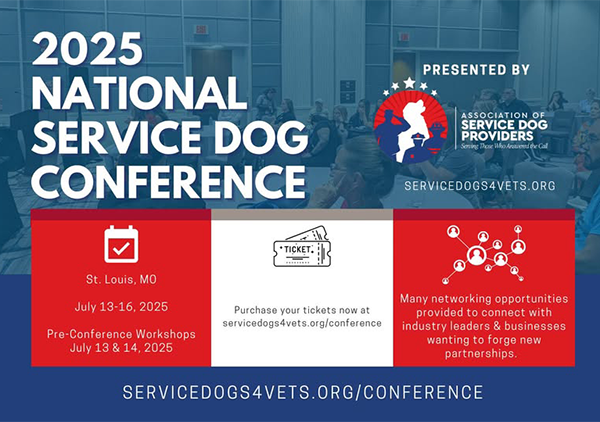 2025
NATIONAL
SERVICE DOG
CONFERENCE
PRESENTED BY
ASSOCIATION OF
SERVICE DOG
PROVIDERS
Serving Those Who Answered the Call
SERVICEDOGS4VETS.ORG
St. Louis, MO
July 13-16, 2025
Pre-Conference Workshops
July 13 & 14, 2025
TICKET
Purchase your tickets now at
servicedogs4vets.org/conference
Many networking opportunities
provided to connect with
industry leaders & businesses
wanting to forge new
partnerships.
SERVICEDOGS4VETS.ORG/CONFERENCE